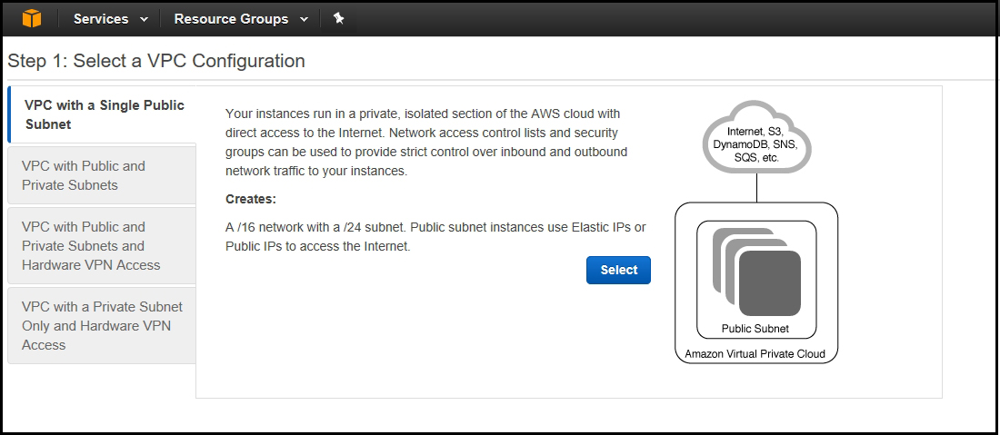 Services Resource Groups
Step 1: Select a VPC Configuration
VPC with a Single Public
Subnet
VPC with Public and
Private Subnets
VPC with Public and
Private Subnets and
Hardware VPN Access
VPC with a Private Subnet
Only and Hardware VPN
Access
Your instances run in a private, isolated section of the AWS cloud with
direct access to the Internet. Network access control lists and security
groups can be used to provide strict control over inbound and outbound
network traffic to your instances.
Creates:
A /16 network with a /24 subnet. Public subnet instances use Elastic IPs or
Public IPs to access the Internet.
Select
Internet, S3,
DynamoDB, SNS,
SQS, etc.
Public Subnet
Amazon Virtual Private Cloud